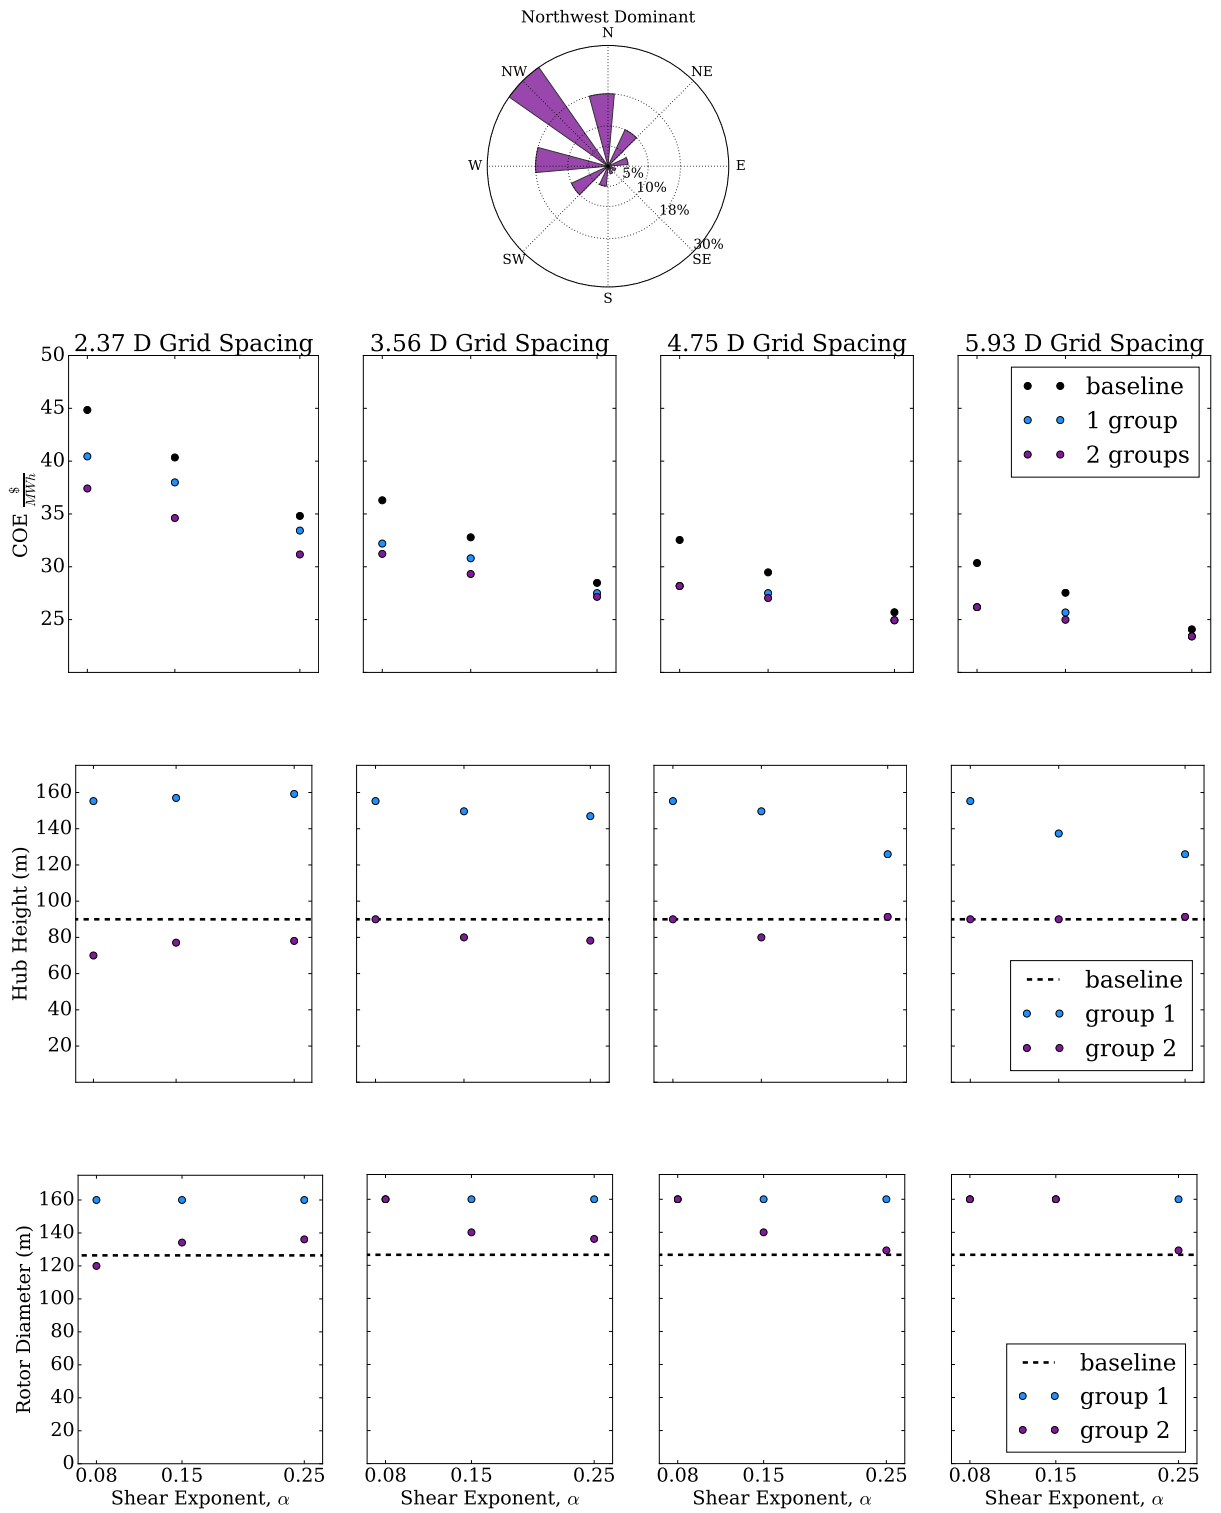 Northwest Dominant
N
NW
NE
W
E
5%
10%
18%
30%
SW
SE
S
2.37 D Grid Spacing
3.56 D Grid Spacing
4.75 D Grid Spacing
5.93 D Grid Spacing
50
45
40
35
30
25
COE $/MWh
baseline
1 group
2 groups
160
140
120
100
80
60
40
20
Hub Height (m)
baseline
group 1
group 2
160
140
120
100
80
60
40
20
0
Rotor Diameter (m)
baseline
group 1
group 2
0.08 0.15 0.25
0.08 0.15 0.25
0.08 0.15 0.25
0.08 0.15 0.25
Shear Exponent, α
Shear Exponent, α
Shear Exponent, α
Shear Exponent, α